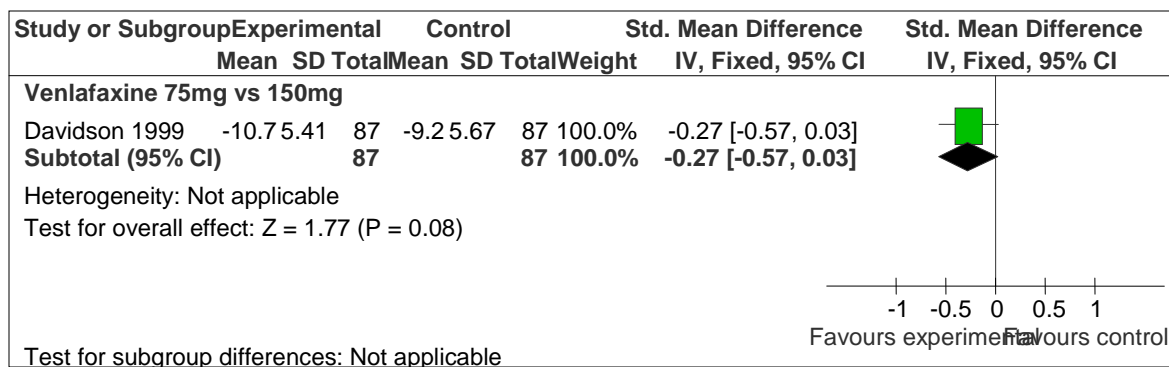 Study or Subgroup Experimental Control Std. Mean Difference Std. Mean Difference
Mean SD Total Mean SD Total Weight IV, Fixed, 95% CI IV, Fixed, 95% CI
Venlafaxine 75mg vs 150mg
Davidson 1999 -10.7 5.41 87 -9.2 5.67 87 100.0% -0.27 [-0.57, 0.03]
Subtotal (95% CI) 87 87 100.0% -0.27 [-0.57, 0.03]
Heterogeneity: Not applicable
Test for overall effect: Z = 1.77 (P = 0.08)
-1 -0.5 0 0.5 1
Favours experimental Favours control
Test for subgroup differences: Not applicable